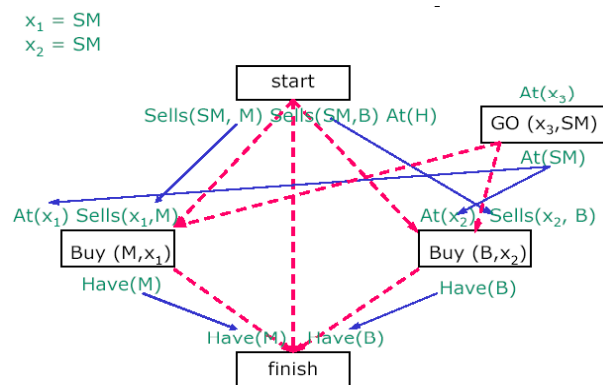 x₁ = SM
x₂ = SM
start
At(x₃)
Sells(SM, M) Sells(SM,B) At(H)
GO (x₃,SM)
At(SM)
At(x₁) Sells(x₁,M)
At(x₂) Sells(x₂, B)
Buy (M,x₁)
Buy (B,x₂)
Have(M)
Have(B)
Have(M) Have(B)
finish